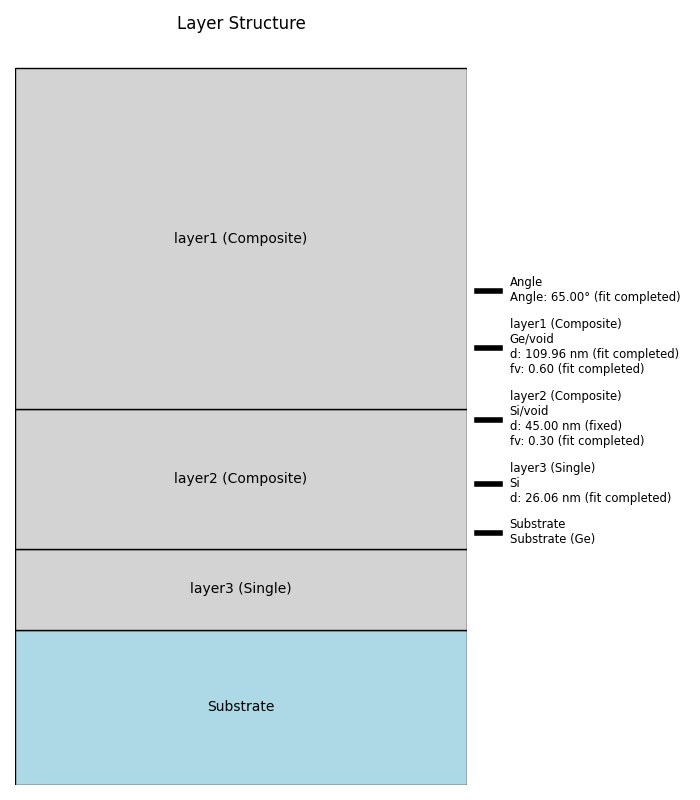 Layer Structure
layer1 (Composite)
layer2 (Composite)
layer3 (Single)
Substrate
Angle
Angle: 65.00° (fit completed)
layer1 (Composite)
Ge/void
d: 109.96 nm (fit completed)
fv: 0.60 (fit completed)
layer2 (Composite)
Si/void
d: 45.00 nm (fixed)
fv: 0.30 (fit completed)
layer3 (Single)
Si
d: 26.06 nm (fit completed)
Substrate
Substrate (Ge)